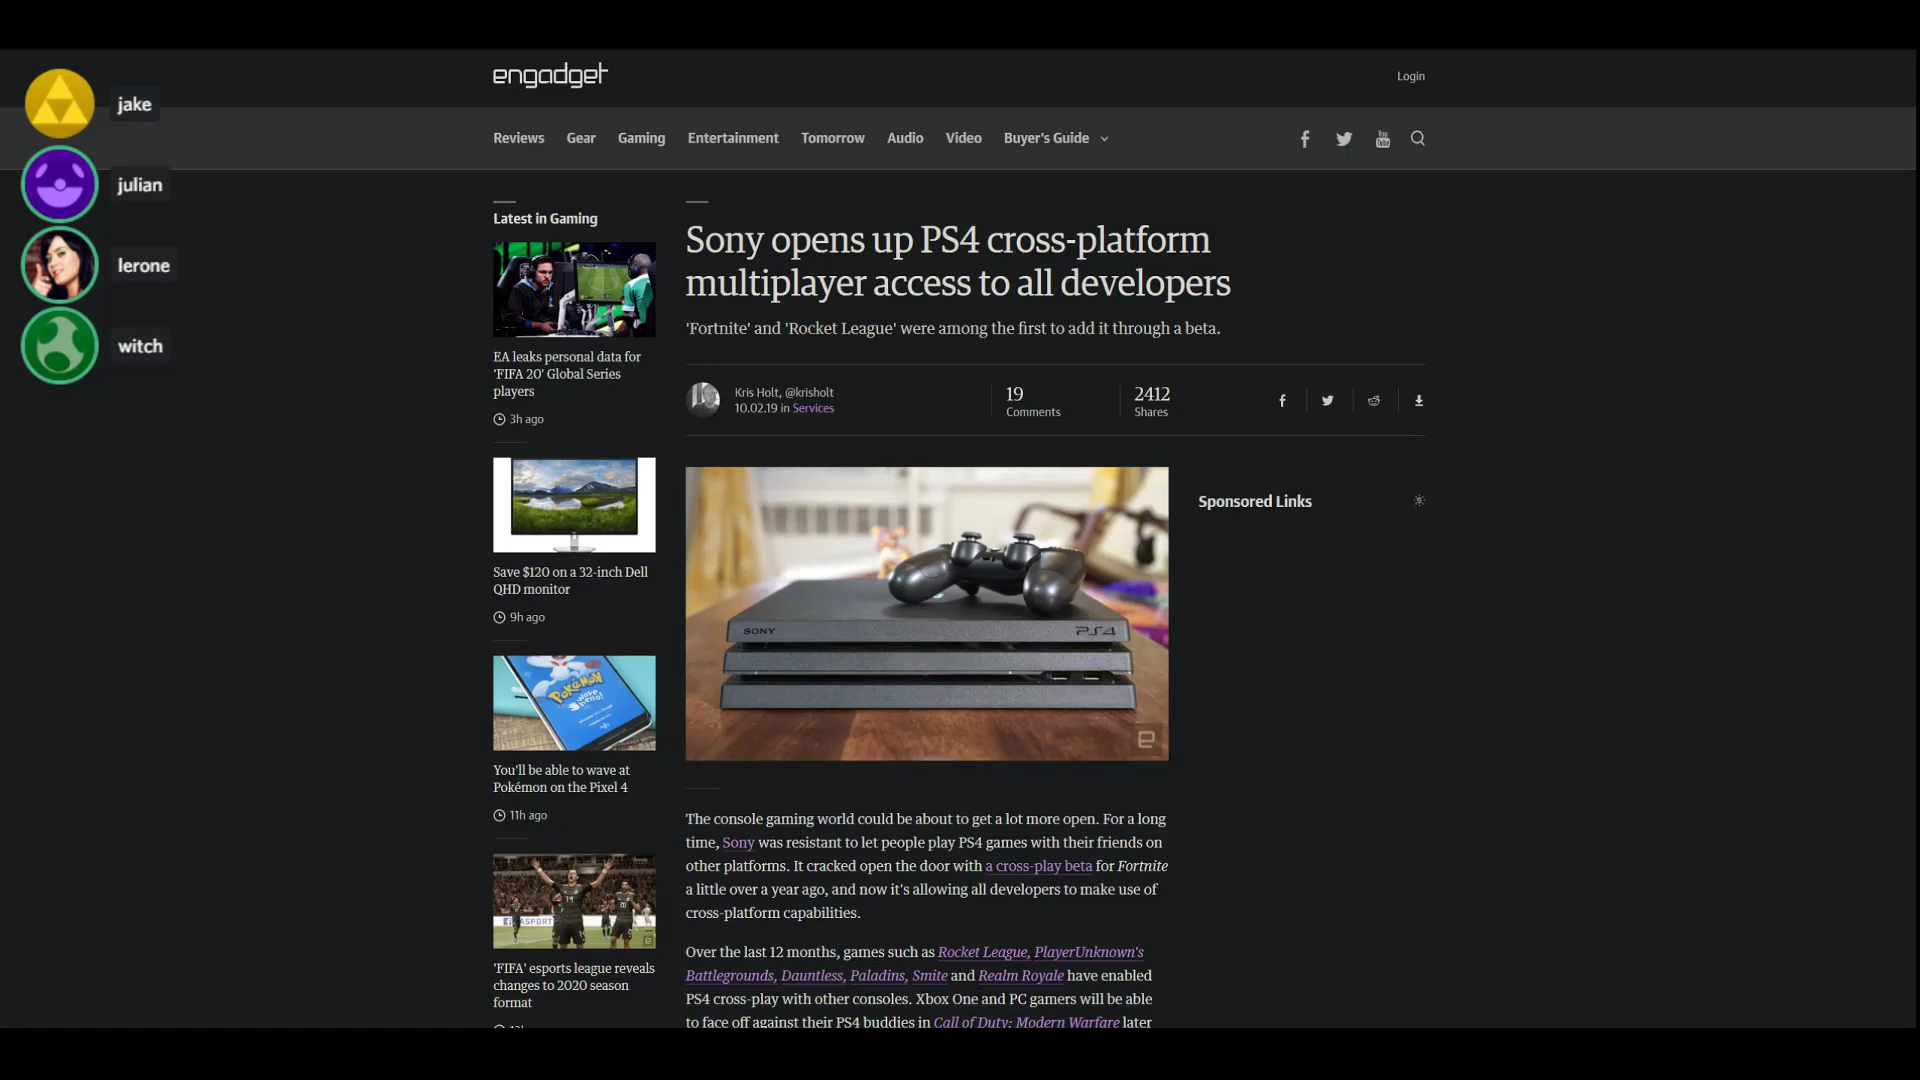 engadget
Login
jake
julian
lerone
witch
Reviews Gear Gaming Entertainment Tomorrow Audio Video Buyer's Guide
Latest in Gaming
EA leaks personal data for
'FIFA 20' Global Series
players
3h ago
Save $120 on a 32-inch Dell
QHD monitor
9h ago
You'll be able to wave at
Pokémon on the Pixel 4
11h ago
'FIFA' esports league reveals
changes to 2020 season
format
Sony opens up PS4 cross-platform
multiplayer access to all developers
'Fortnite' and 'Rocket League' were among the first to add it through a beta.
Kris Holt, @krisholt
10.02.19 in Services
19
Comments
2412
Shares
SONY
PS4
POKÉMON
Sponsored Links
The console gaming world could be about to get a lot more open. For a long
time, Sony was resistant to let people play PS4 games with their friends on
other platforms. It cracked open the door with a cross-play beta for Fortnite
a little over a year ago, and now it's allowing all developers to make use of
cross-platform capabilities.
Over the last 12 months, games such as Rocket League, PlayerUnknown's
Battlegrounds, Dauntless, Paladins, Smite and Realm Royale have enabled
PS4 cross-play with other consoles. Xbox One and PC gamers will be able
to face off against their PS4 buddies in Call of Duty: Modern Warfare later